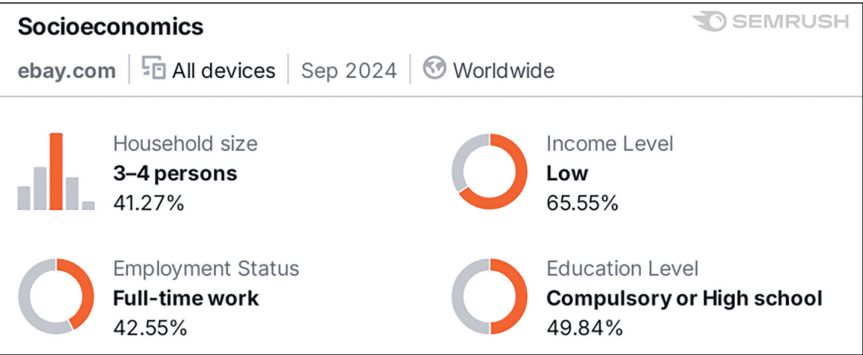 Socioeconomics
SEMRUSH
ebay.com All devices Sep 2024 Worldwide
Household size
3–4 persons
41.27%
Income Level
Low
65.55%
Employment Status
Full-time work
42.55%
Education Level
Compulsory or High school
49.84%